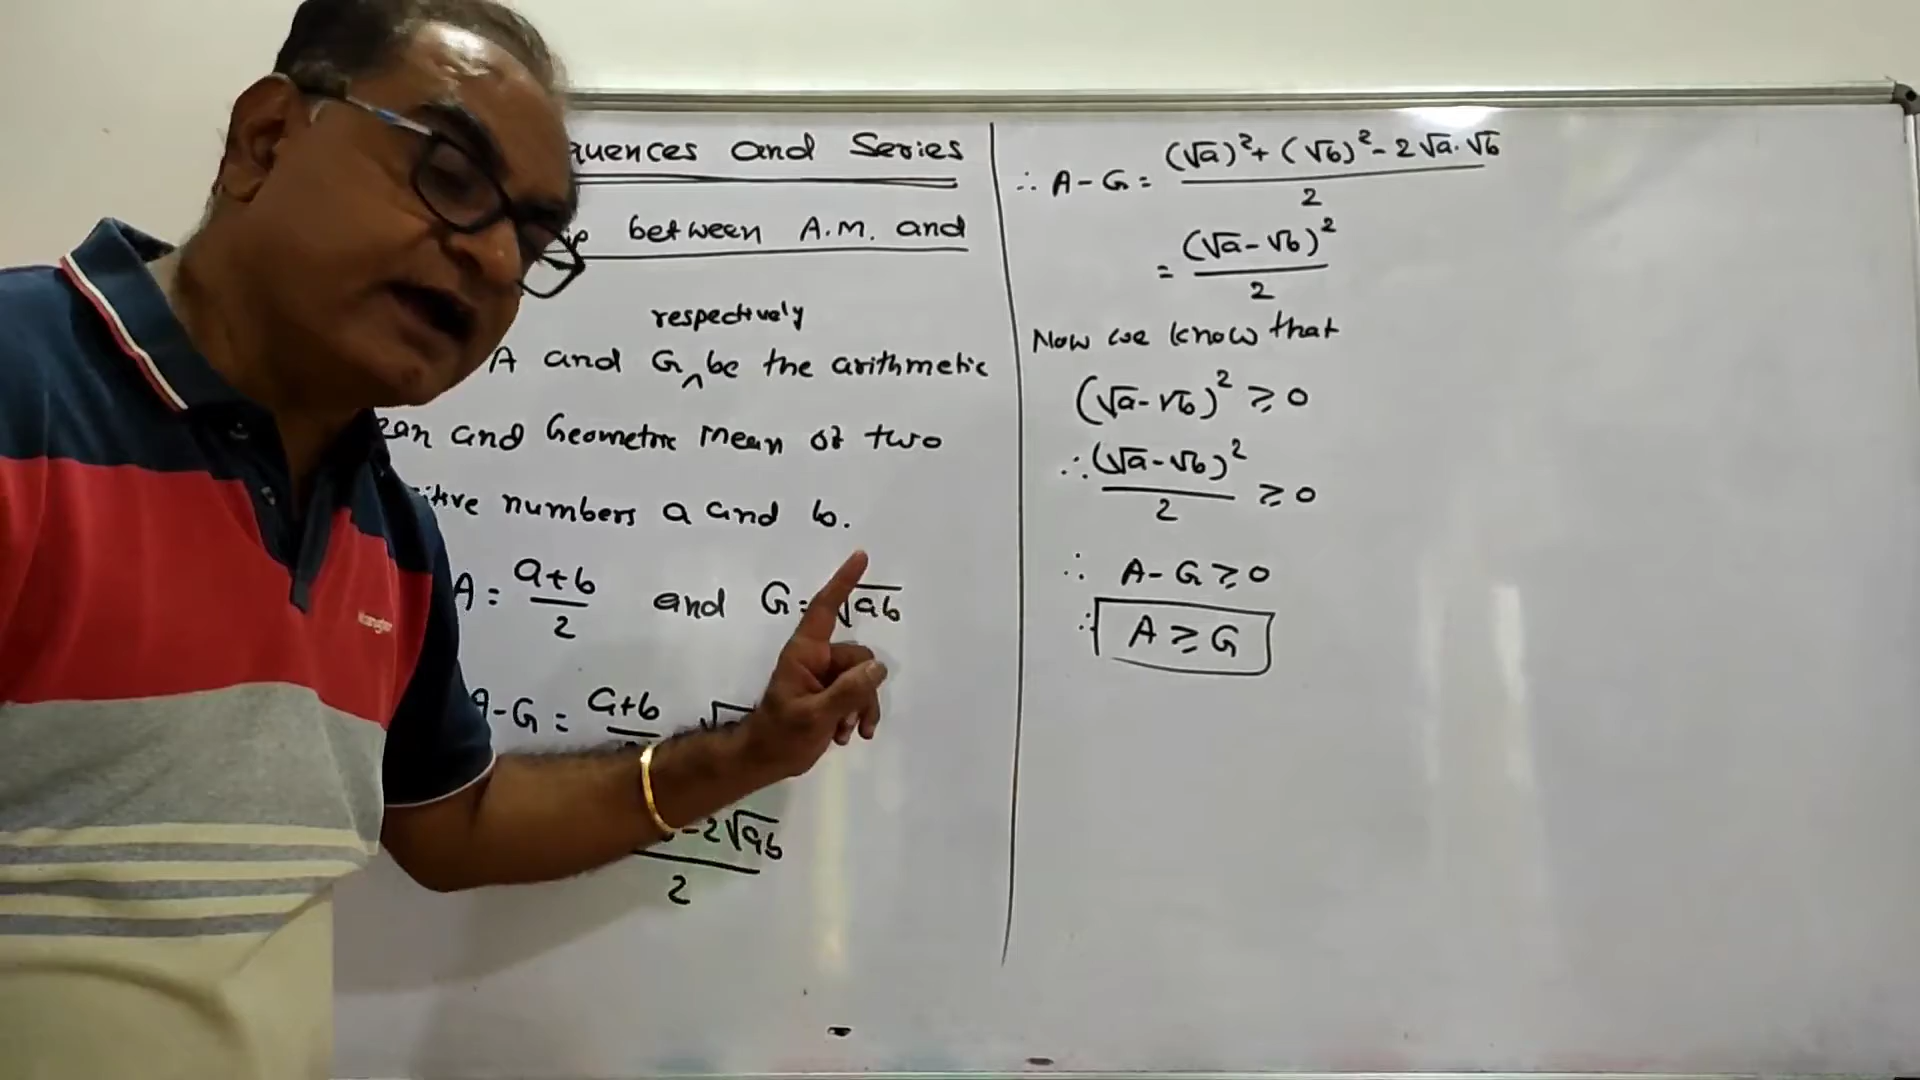 quences and Series
between A.M. and
respectively
A and G ^ be the arithmetic
ean and Geometric Mean of two
itive numbers a and b.
A = a+b/2 and G = √ab
A-G = a+b/
-2√ab/2
∴ A-G = (√a)²+(√b)²-2√a.√b/2
= (√a-√b)²/2
Now we know that
(√a-√b)² ≥ 0
∴ (√a-√b)²/2 ≥ 0
∴ A-G ≥ 0
∴ A ≥ G